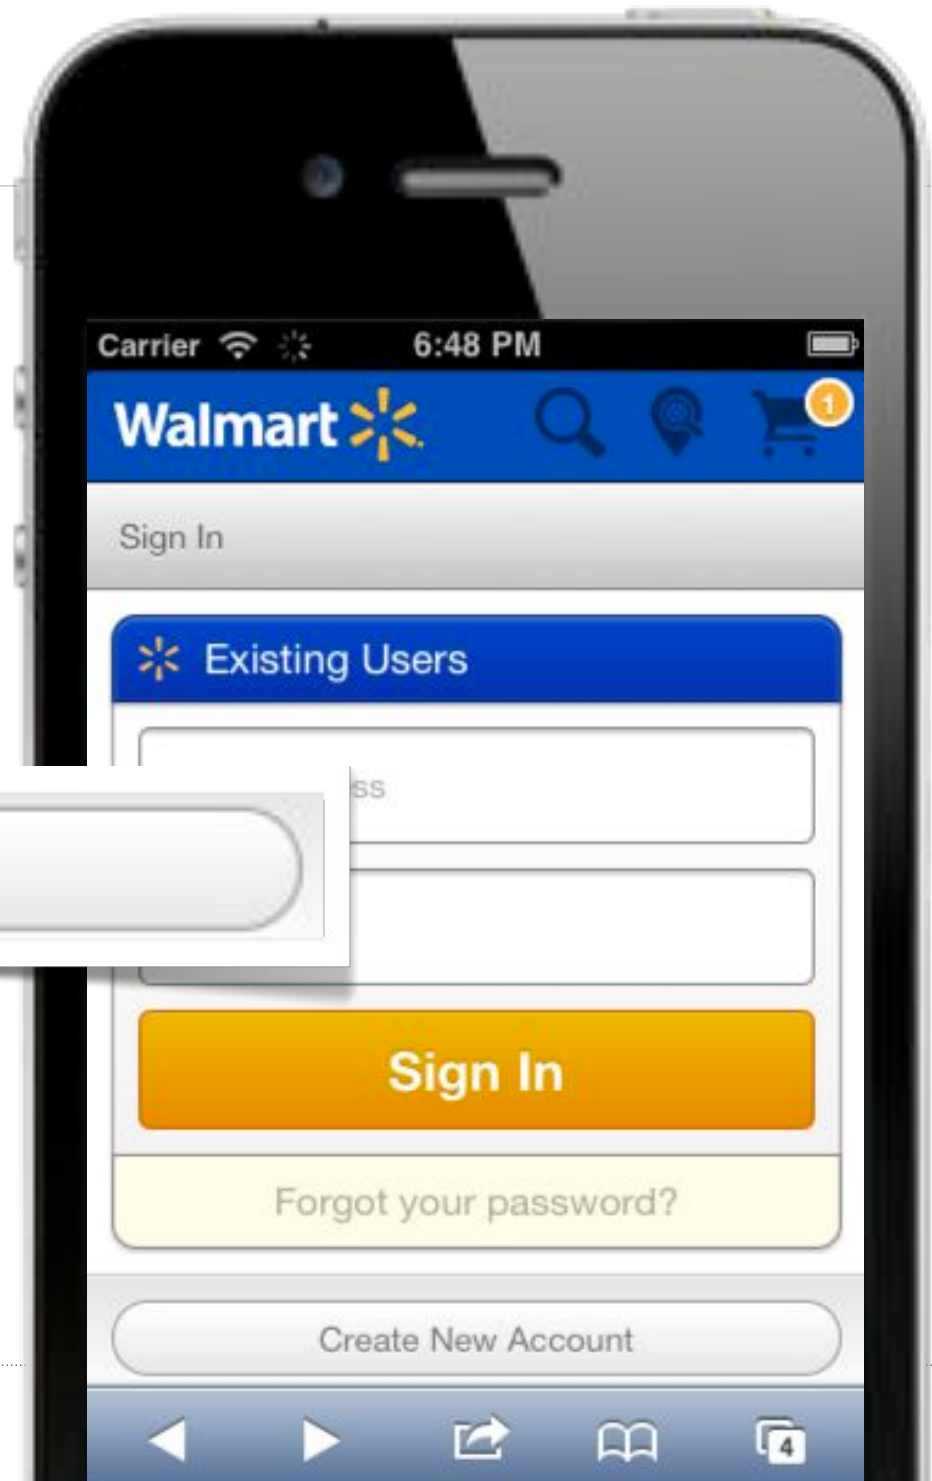 Carrier 6:48 PM
Walmart 1
Sign In
Existing Users
ss
Sign In
Forgot your password?
Create New Account
4